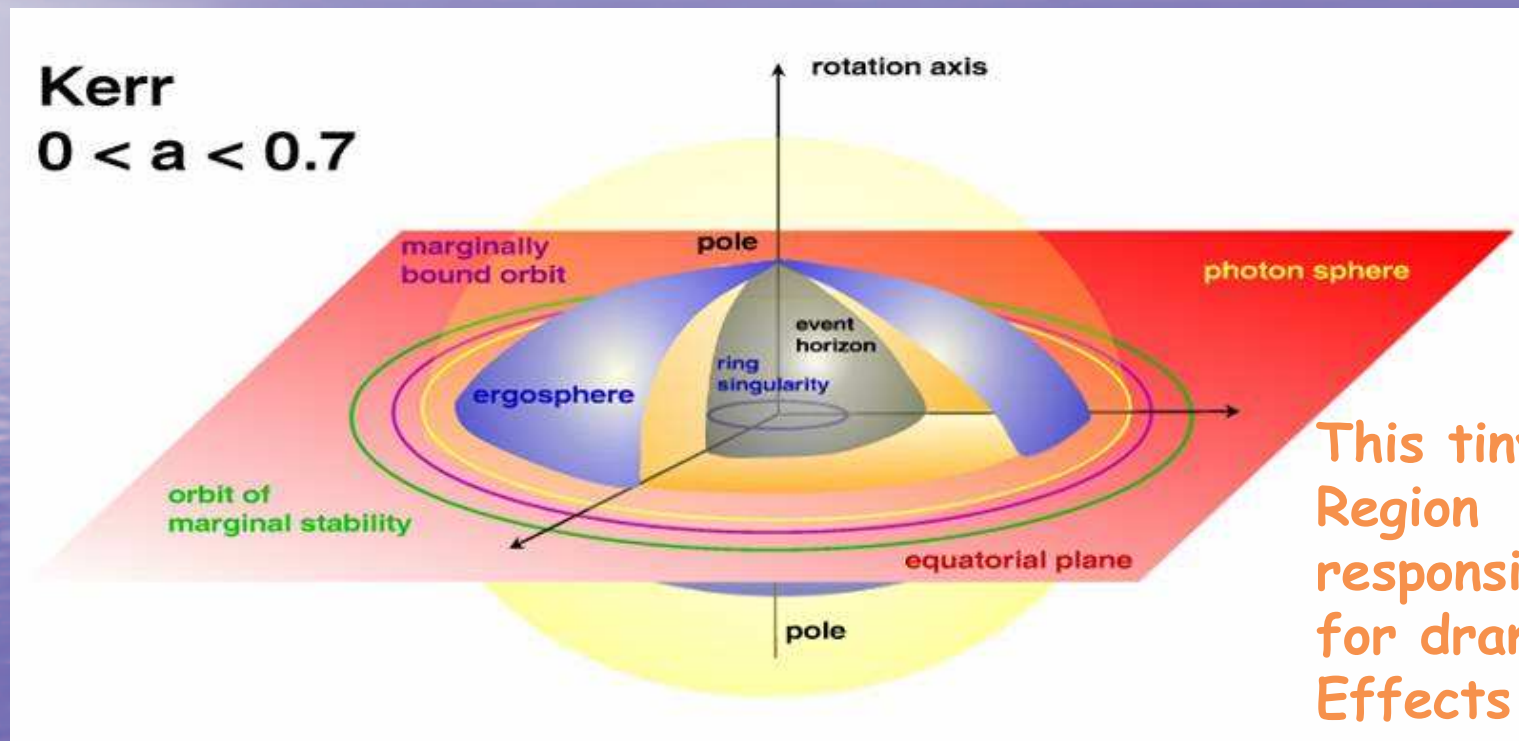 Kerr
0 < a < 0.7
rotation axis
marginally
bound orbit
pole
photon sphere
event
horizon
ring
singularity
ergosphere
orbit of
marginal stability
equatorial plane
pole
This
Region
for
Effects